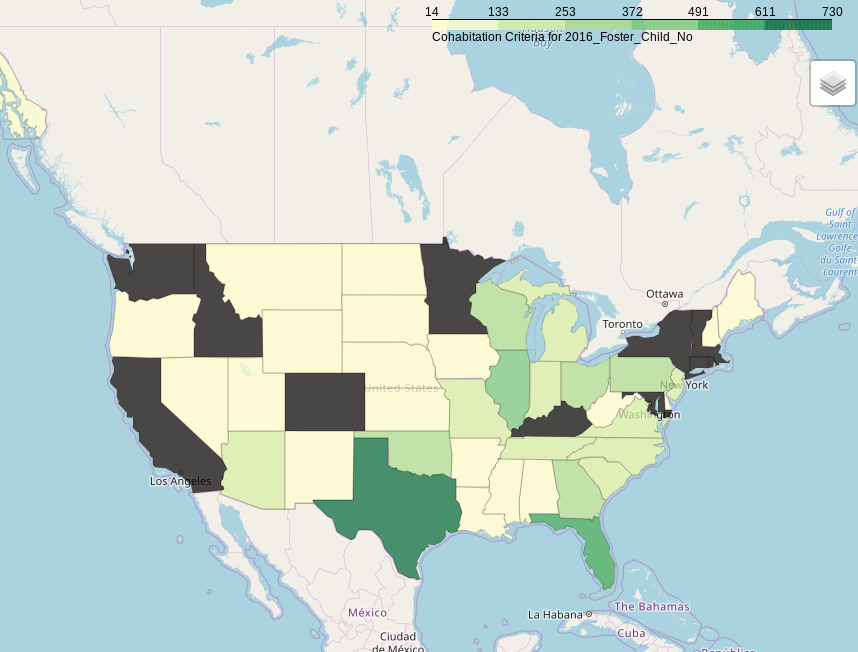 14 133 253 372 491 611 730
Hudson
Bay
Cohabitation Criteria for 2016_Foster_Child_No
Gulf of
Saint
Lawrence
Golfe
du Saint-
Laurent
Ottawa
Toronto
United States
New York
Washington
Los Angeles
La Habana
The Bahamas
México
Cuba
Ciudad
de México
República